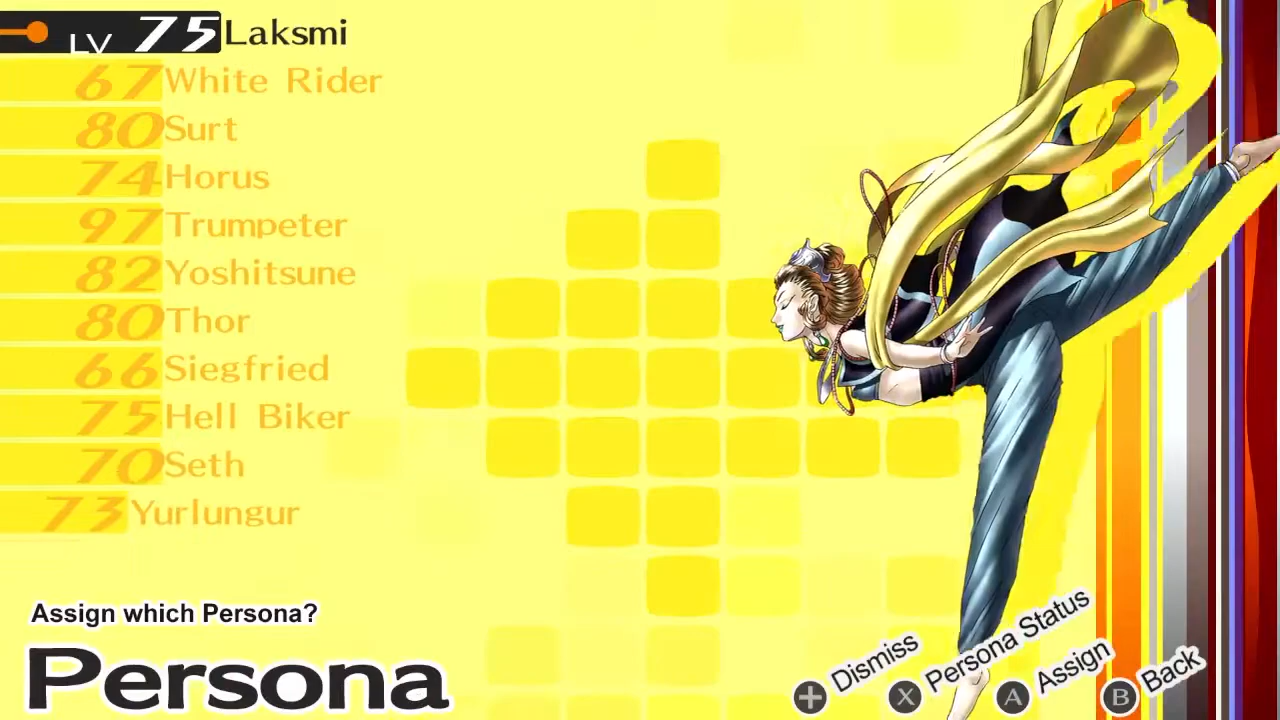 LV 75 Laksmi
67 White Rider
80 Surt
74 Horus
97 Trumpeter
82 Yoshitsune
80 Thor
66 Siegfried
75 Hell Biker
70 Seth
73 Yurlungur
Assign which Persona?
Persona
+ Dismiss
X Persona Status
A Assign
B Back